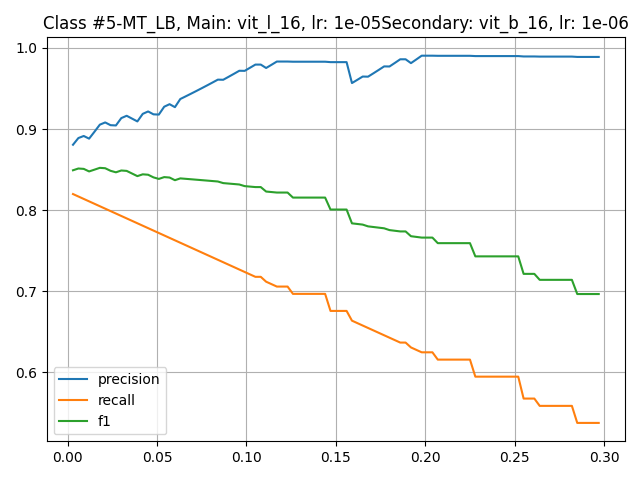 Class #5-MT_LB, Main: vit_l_16, lr: 1e-05Secondary: vit_b_16, lr: 1e-06
1.0
0.9
0.8
0.7
0.6
precision
recall
f1
0.00 0.05 0.10 0.15 0.20 0.25 0.30